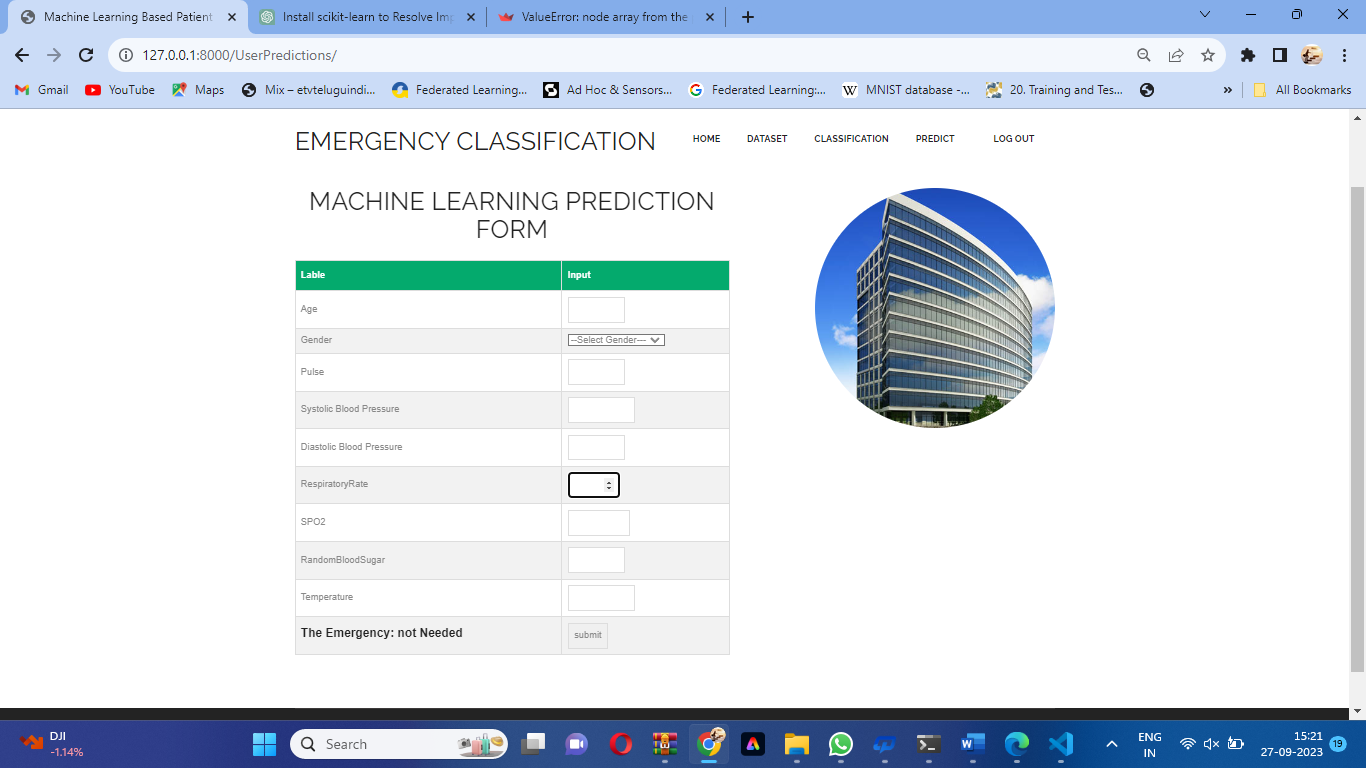 Machine Learning Based Patient
Install scikit-learn to Resolve Imp
ValueError: node array from the
127.0.0.1:8000/UserPredictions/
Gmail
YouTube
Maps
Mix – etvteluguindi...
Federated Learning...
Ad Hoc & Sensors...
Federated Learning:...
MNIST database -...
20. Training and Tes...
»
All Bookmarks
EMERGENCY CLASSIFICATION
HOME
DATASET
CLASSIFICATION
PREDICT
LOG OUT
MACHINE LEARNING PREDICTION
FORM
Lable Input
Age
Gender --Select Gender---
Pulse
Systolic Blood Pressure
Diastolic Blood Pressure
RespiratoryRate
SPO2
RandomBloodSugar
Temperature
The Emergency: not Needed submit
DJI
-1.14%
Search
ENG
IN
15:21
27-09-2023
19